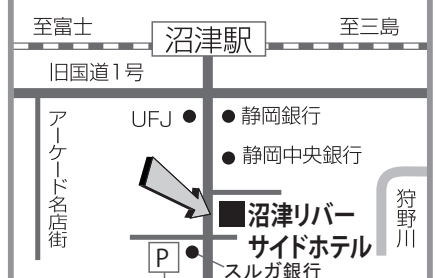 至富士
沼津駅
至三島
旧国道1号
アーケード名店街
UFJ
静岡銀行
静岡中央銀行
狩野川
沼津リバー
サイドホテル
P
スルガ銀行